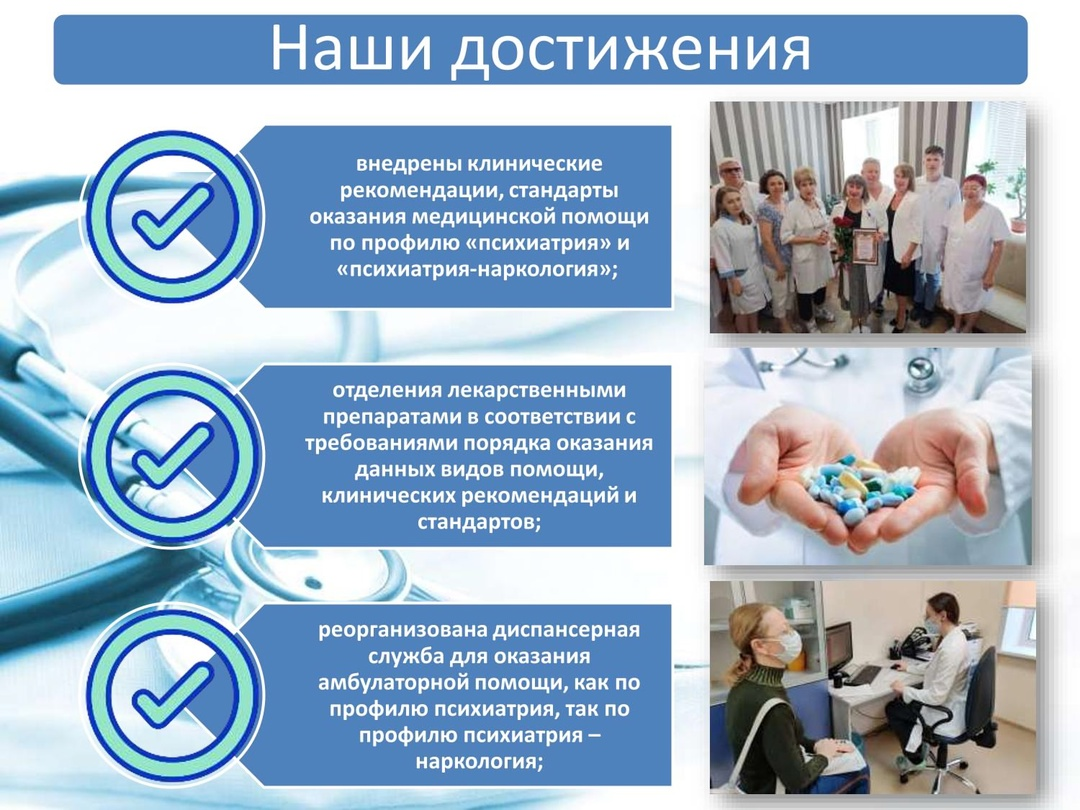 Наши достижения
внедрены клинические
рекомендации, стандарты
оказания медицинской помощи
по профилю «психиатрия» и
«психиатрия-наркология»;
отделения лекарственными
препаратами в соответствии с
требованиями порядка оказания
данных видов помощи,
клинических рекомендаций и
стандартов;
реорганизована диспансерная
служба для оказания
амбулаторной помощи, как по
профилю психиатрия, так по
профилю психиатрия –
наркология;